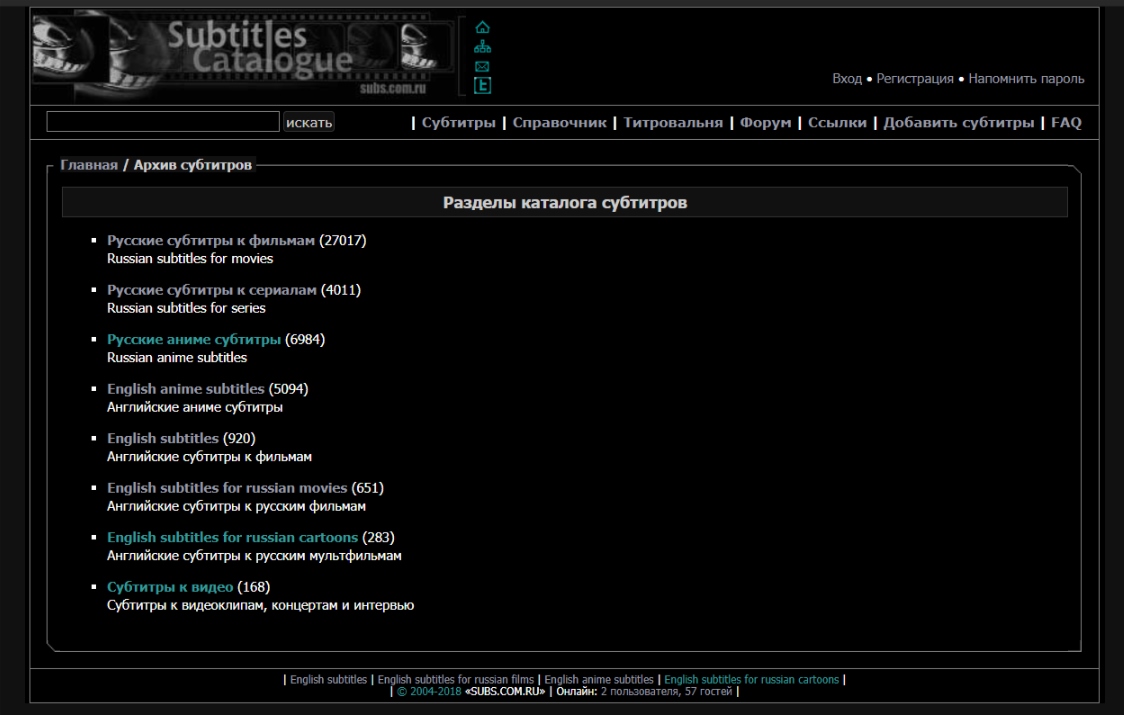 Subtitles
Catalogue
subs.com.ru
Вход • Регистрация • Напомнить пароль
искать
| Субтитры | Справочник | Титровальня | Форум | Ссылки | Добавить субтитры | FAQ
Главная / Архив субтитров
Разделы каталога субтитров
Русские субтитры к фильмам (27017)
Russian subtitles for movies
Русские субтитры к сериалам (4011)
Russian subtitles for series
Русские аниме субтитры (6984)
Russian anime subtitles
English anime subtitles (5094)
Английские аниме субтитры
English subtitles (920)
Английские субтитры к фильмам
English subtitles for russian movies (651)
Английские субтитры к русским фильмам
English subtitles for russian cartoons (283)
Английские субтитры к русским мультфильмам
Субтитры к видео (168)
Субтитры к видеоклипам, концертам и интервью
| English subtitles | English subtitles for russian films | English anime subtitles | English subtitles for russian cartoons |
| © 2004-2018 «SUBS.COM.RU» | Онлайн: 2 пользователя, 57 гостей |